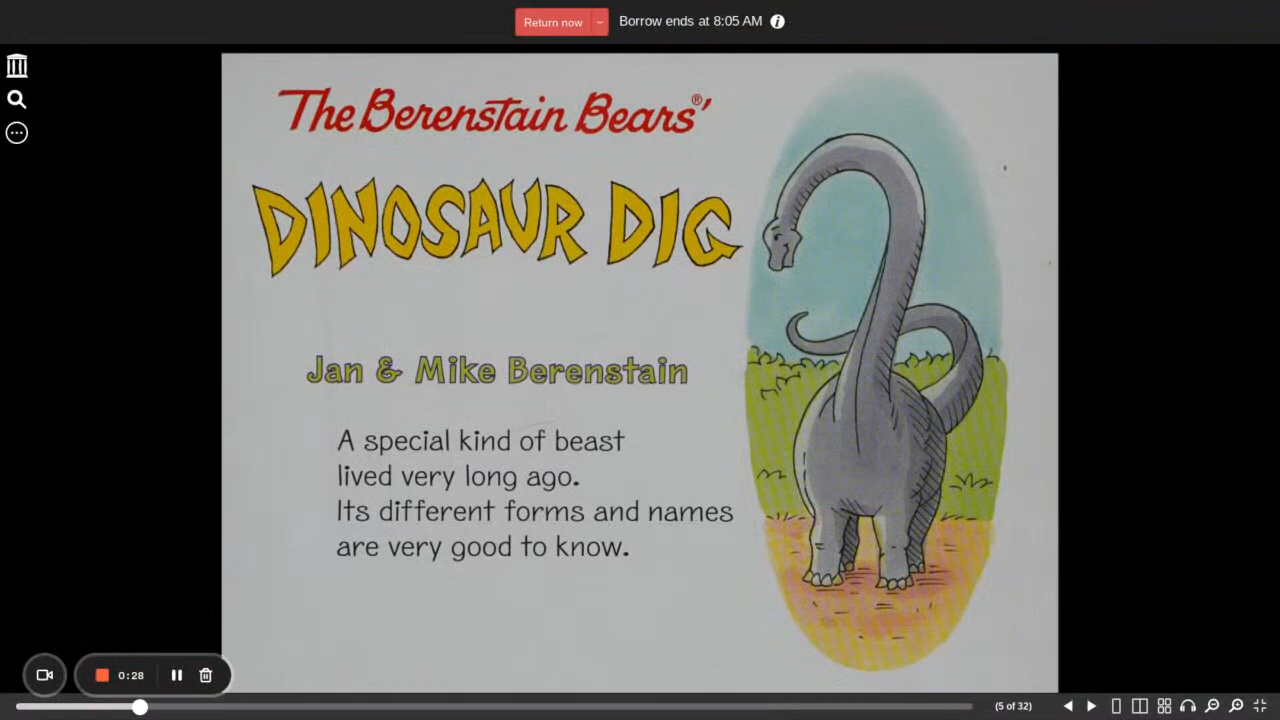 Return now
Borrow ends at 8:05 AM
The Berenstain Bears®'
DINOSAUR DIG
Jan & Mike Berenstain
A special kind of beast
lived very long ago.
Its different forms and names
are very good to know.
0:28
(5 of 32)